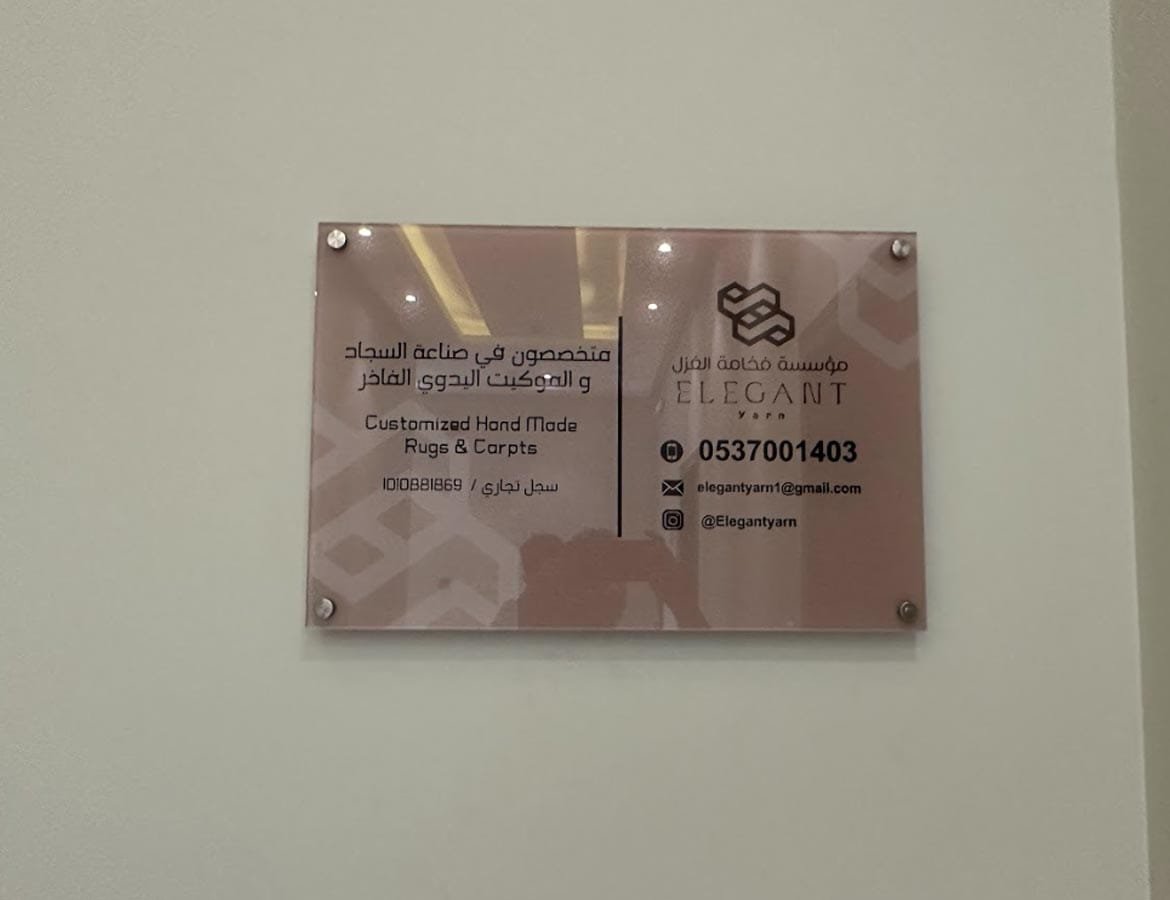 مؤسسة فخامة الغزل
ELEGANT
Yarn
0537001403
elegantyarn1@gmail.com
@Elegantyarn
متخصصون في صناعة السجاد
و الموكيت اليدوي الفاخر
Customized Hand Made
Rugs & Carpts
سجل تجاري / 1010881869